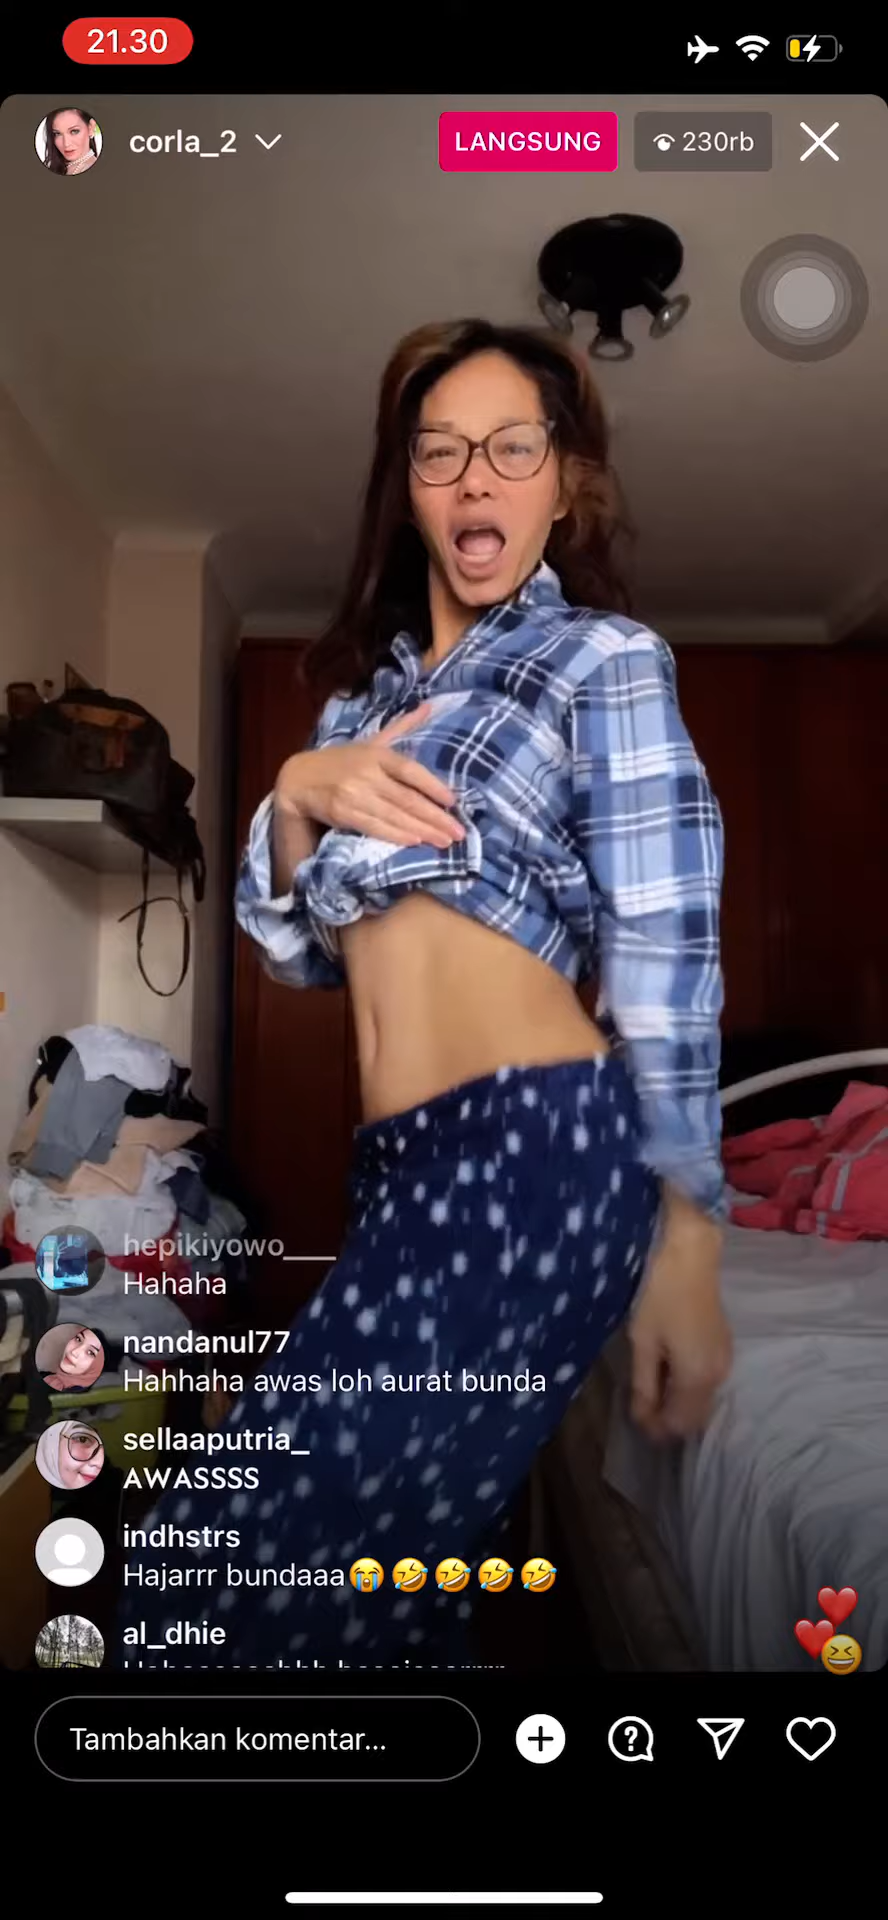 21.30
corla_2
LANGSUNG
230rb
hepikiyowo___
Hahaha
nandanul77
Hahhaha awas loh aurat bunda
sellaaputria_
AWASSSS
indhstrs
Hajarrr bundaaa😭🤣🤣🤣🤣
al_dhie
Tambahkan komentar...